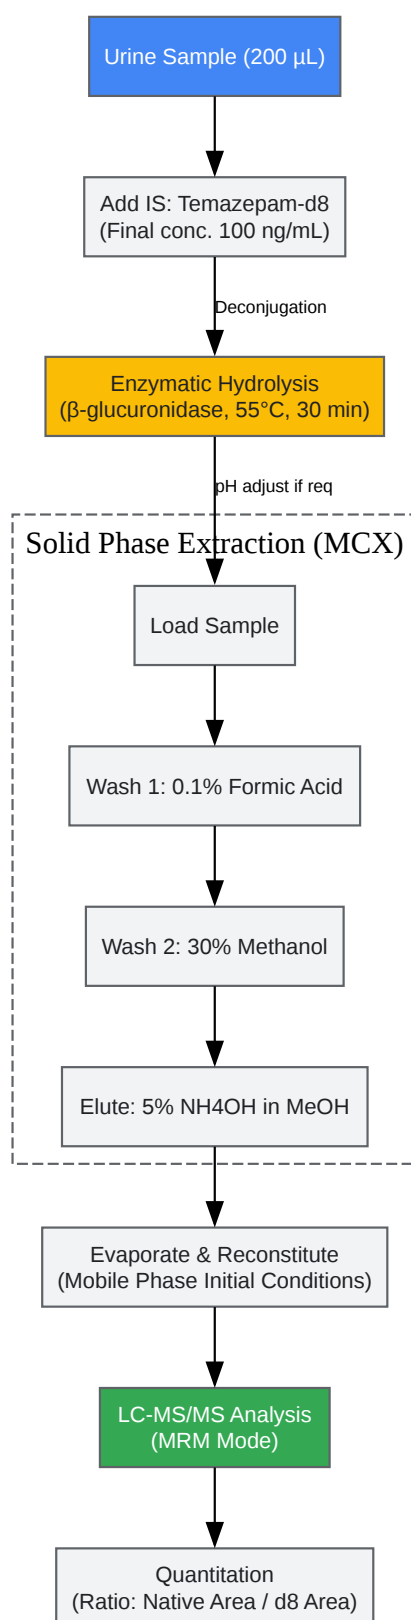 Urine Sample (200 µL)
Add IS: Temazepam-d8
(Final conc. 100 ng/mL)
Deconjugation
Enzymatic Hydrolysis
(β-glucuronidase, 55°C, 30 min)
pH adjust if req
Solid Phase Extraction (MCX)
Load Sample
Wash 1: 0.1% Formic Acid
Wash 2: 30% Methanol
Elute: 5% NH4OH in MeOH
Evaporate & Reconstitute
(Mobile Phase Initial Conditions)
LC-MS/MS Analysis
(MRM Mode)
Quantitation
(Ratio: Native Area / d8 Area)